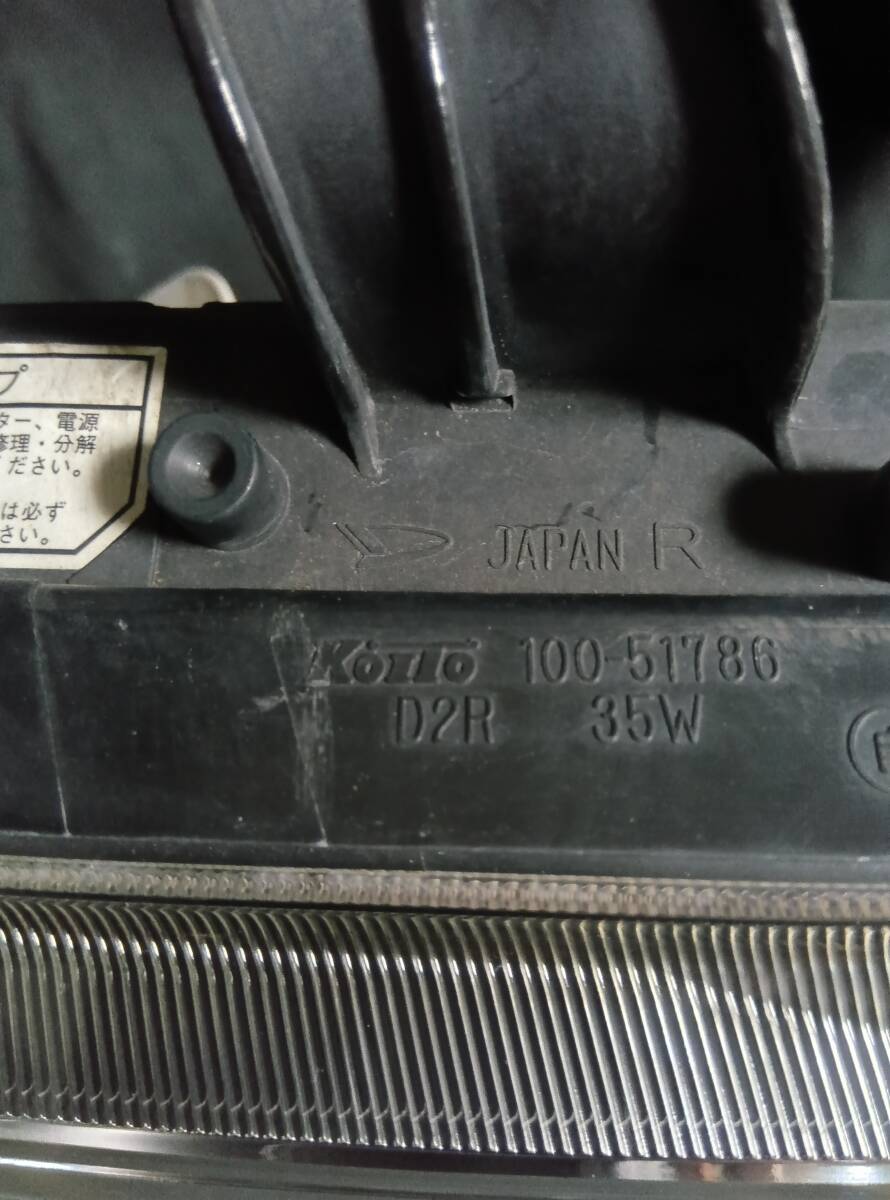 プ
ター、電源
修理・分解
ください。
は必ず
さい。
JAPAN R
KOITO 100-51786
D2R 35W